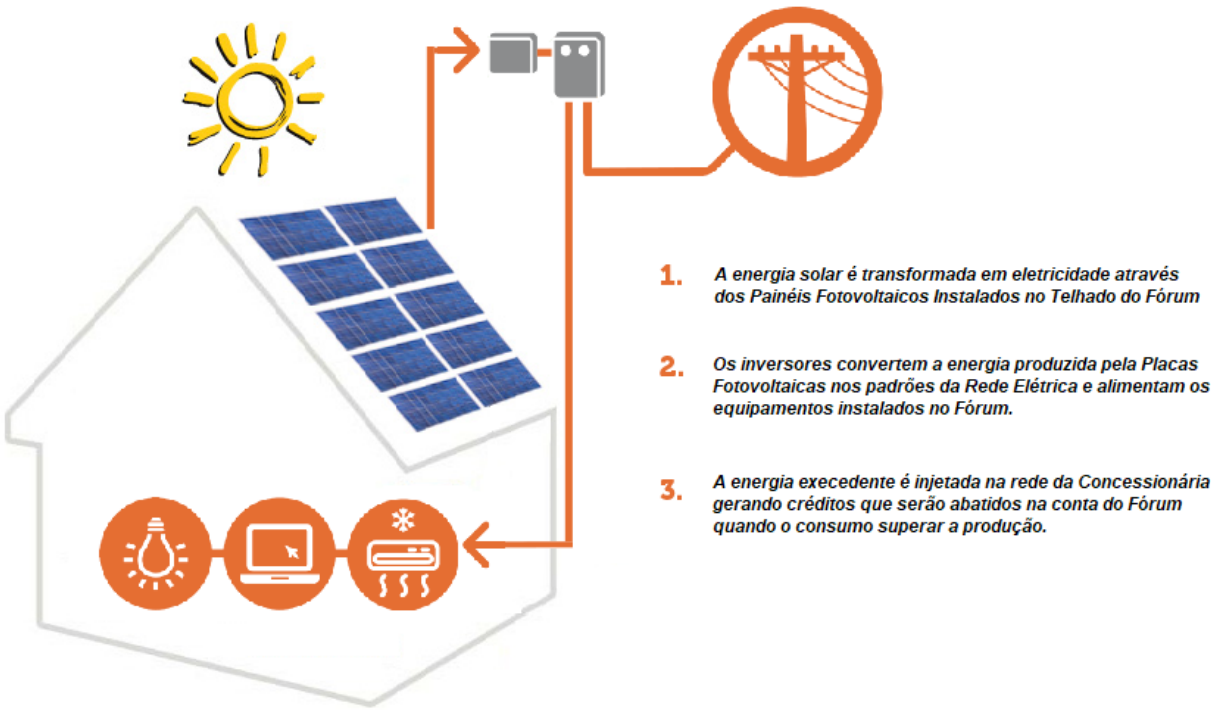 1. A energia solar é transformada em eletricidade através
dos Painéis Fotovoltaicos Instalados no Telhado do Fórum
2. Os inversores convertem a energia produzida pela Placas
Fotovoltaicas nos padrões da Rede Elétrica e alimentam os
equipamentos instalados no Fórum.
3. A energia execedente é injetada na rede da Concessionária
gerando créditos que serão abatidos na conta do Fórum
quando o consumo superar a produção.